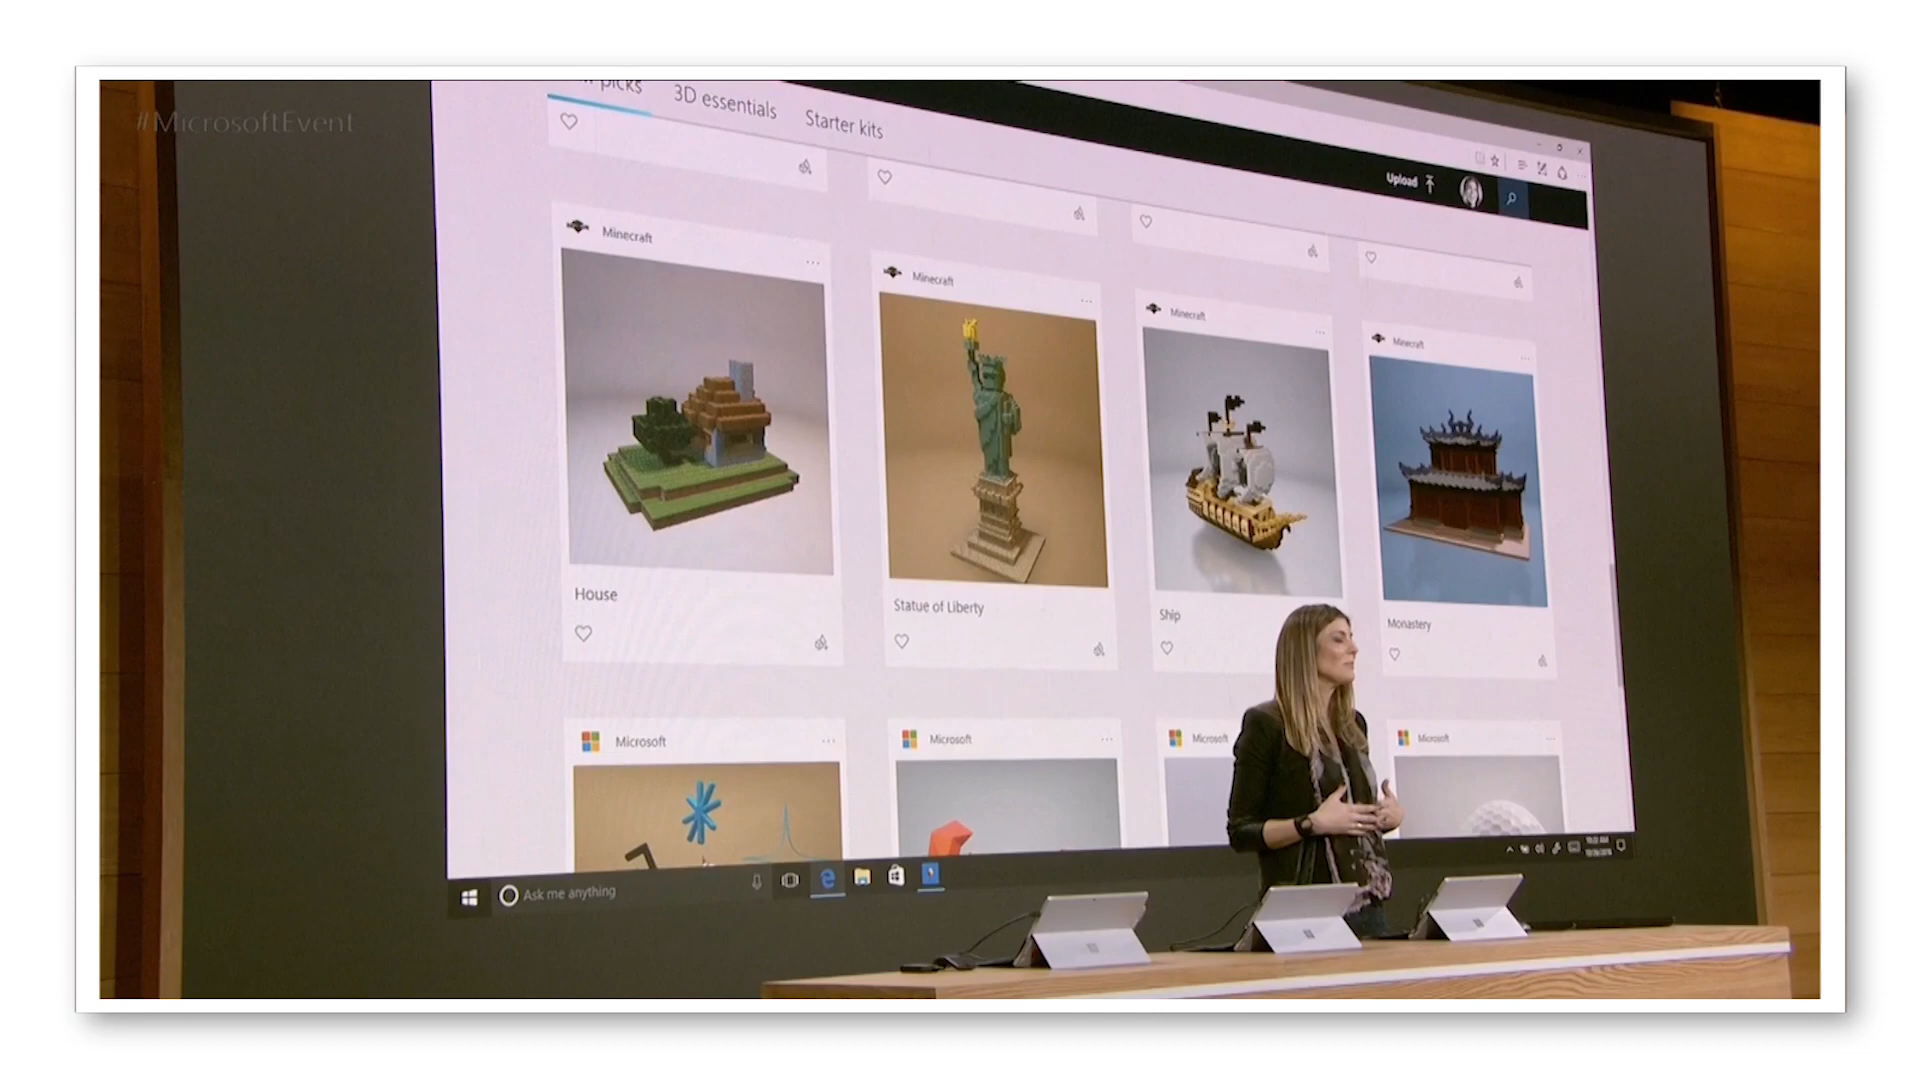 #MicrosoftEvent
picks
3D essentials
Starter kits
Upload
Minecraft
Minecraft
Minecraft
Minecraft
House
Statue of Liberty
Ship
Monastery
Microsoft
Microsoft
Microsoft
Microsoft
Ask me anything